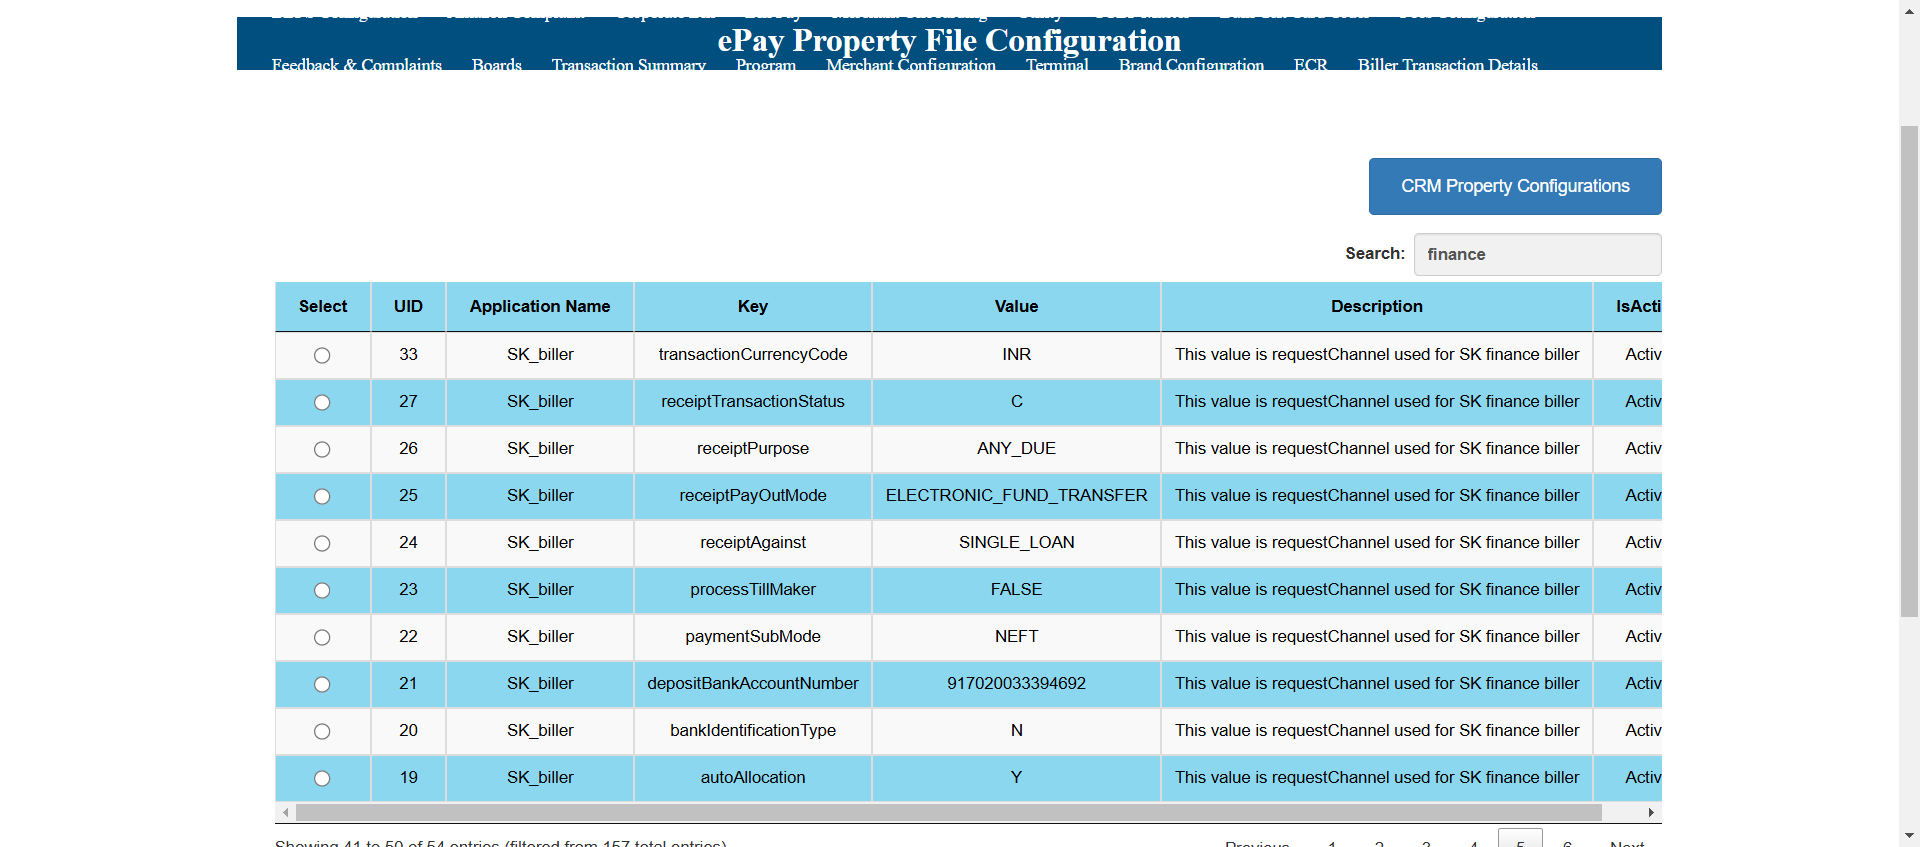 ePay Property File Configuration
Feedback & Complaints Boards Transaction Summary Program Merchant Configuration Terminal Brand Configuration ECR Biller Transaction Details
CRM Property Configurations
Search: finance
Select UID Application Name Key Value Description IsActi
33 SK_biller transactionCurrencyCode INR This value is requestChannel used for SK finance biller Activ
27 SK_biller receiptTransactionStatus C This value is requestChannel used for SK finance biller Activ
26 SK_biller receiptPurpose ANY_DUE This value is requestChannel used for SK finance biller Activ
25 SK_biller receiptPayOutMode ELECTRONIC_FUND_TRANSFER This value is requestChannel used for SK finance biller Activ
24 SK_biller receiptAgainst SINGLE_LOAN This value is requestChannel used for SK finance biller Activ
23 SK_biller processTillMaker FALSE This value is requestChannel used for SK finance biller Activ
22 SK_biller paymentSubMode NEFT This value is requestChannel used for SK finance biller Activ
21 SK_biller depositBankAccountNumber 917020033394692 This value is requestChannel used for SK finance biller Activ
20 SK_biller bankIdentificationType N This value is requestChannel used for SK finance biller Activ
19 SK_biller autoAllocation Y This value is requestChannel used for SK finance biller Activ
Showing 41 to 50 of 54 entries (filtered from 157 total entries) Previous 1 2 3 4 5 6 Next